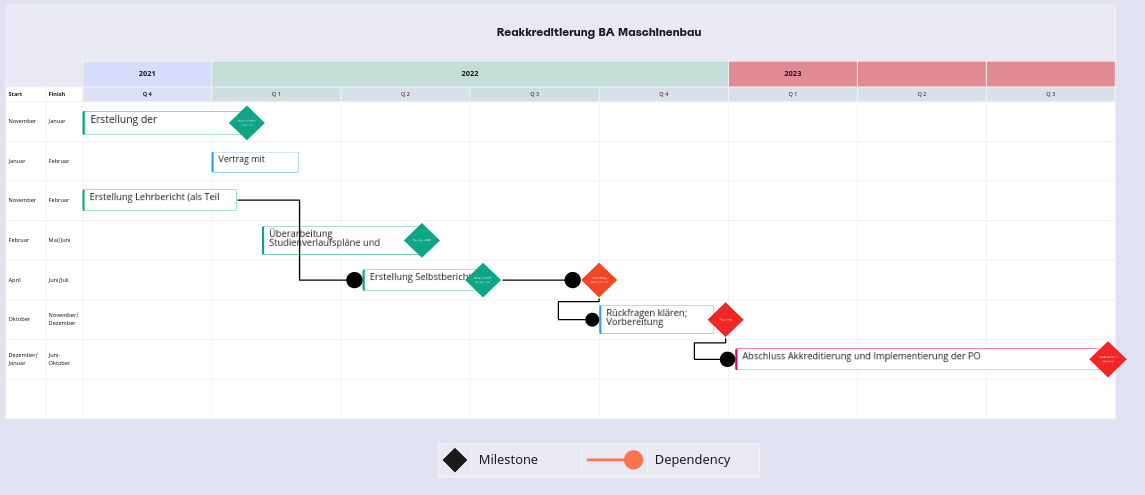 Reakkreditierung BA Maschinenbau
2021 2022 2023
Start Finish Q 4 Q 1 Q 2 Q 3 Q 4 Q 1 Q 2 Q 3
November Januar Erstellung der
Januar Februar Vertrag mit
November Februar Erstellung Lehrbericht (als Teil
Februar Mai/Juni Überarbeitung
Studienverlaufspläne und
April Juni/Juli Erstellung Selbstbericht
Oktober November/
Dezember
Rückfragen klären;
Vorbereitung
Dezember/
Januar
Juni-
Oktober
Abschluss Akkreditierung und Implementierung der PO
Milestone Dependency